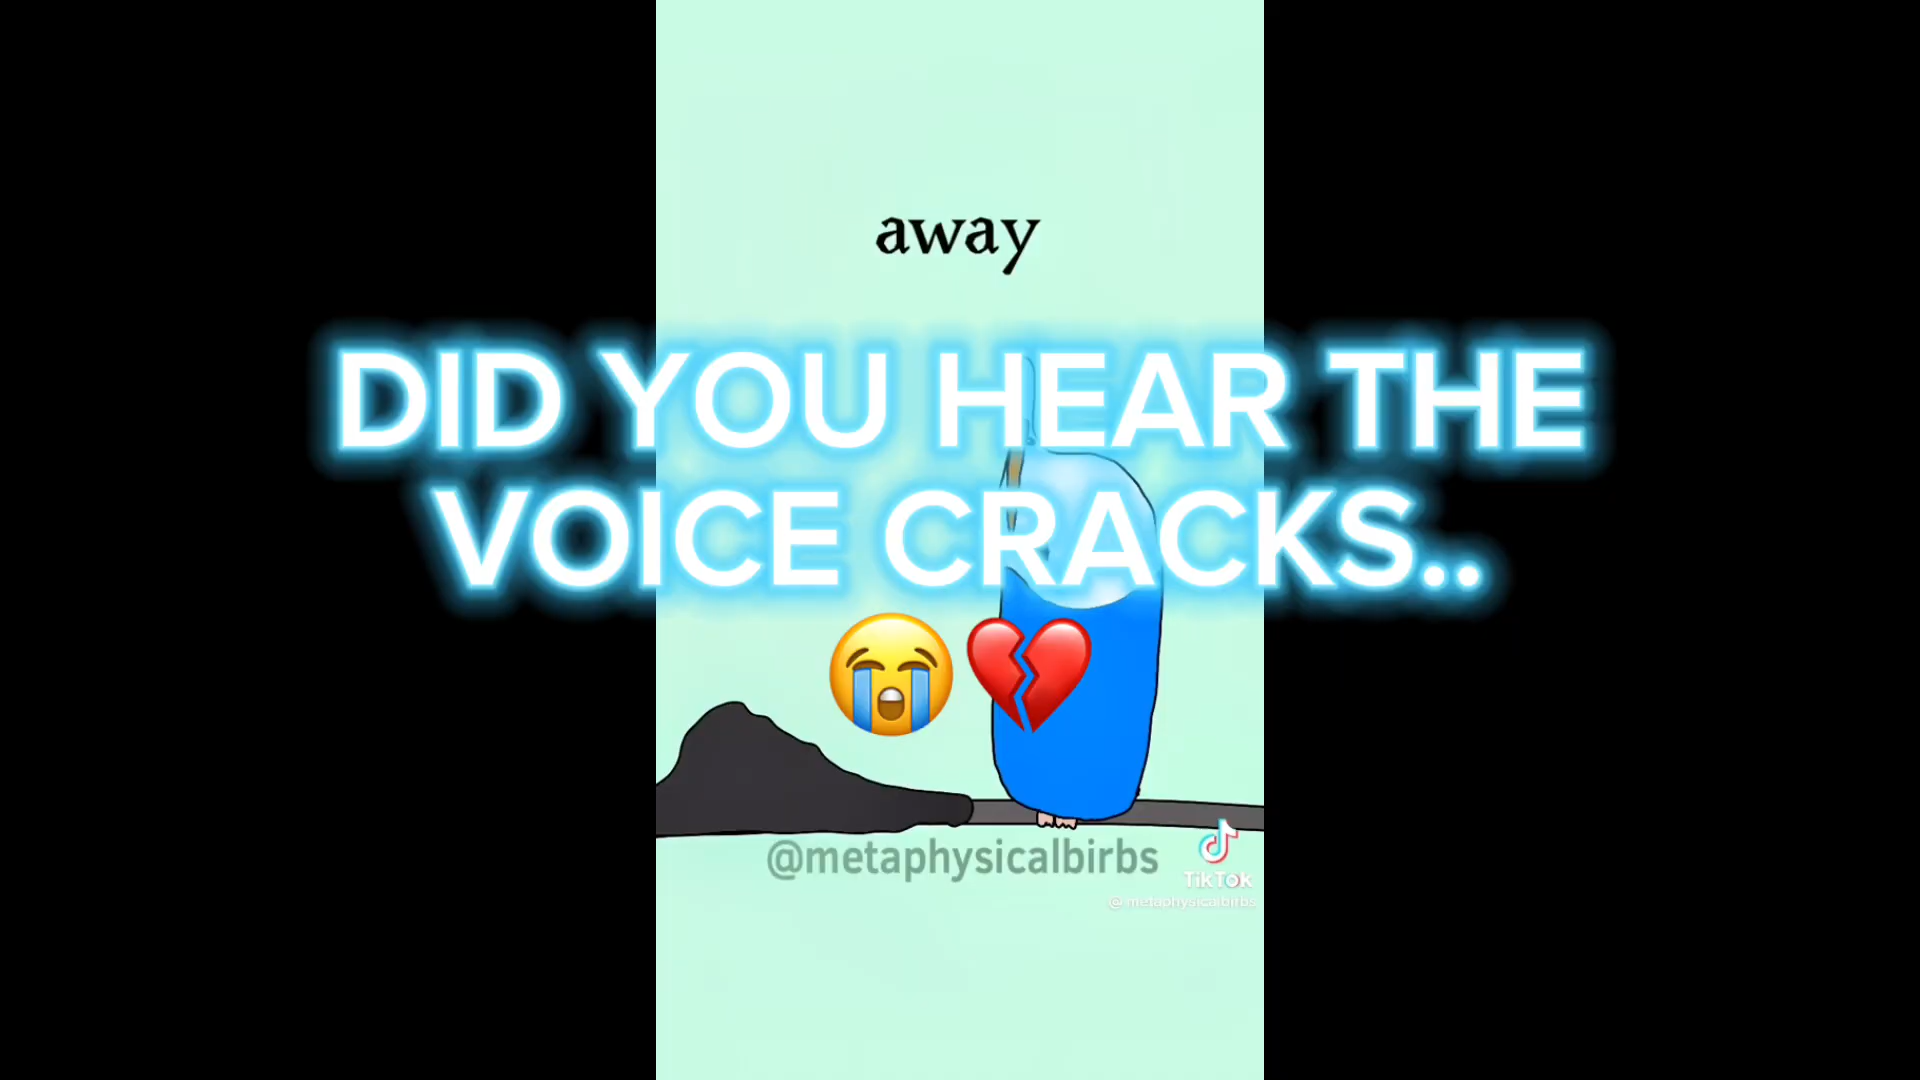 away
DID YOU HEAR THE
VOICE CRACKS..
@metaphysicalbirbs
TikTok
@ metaphysicalbirbs